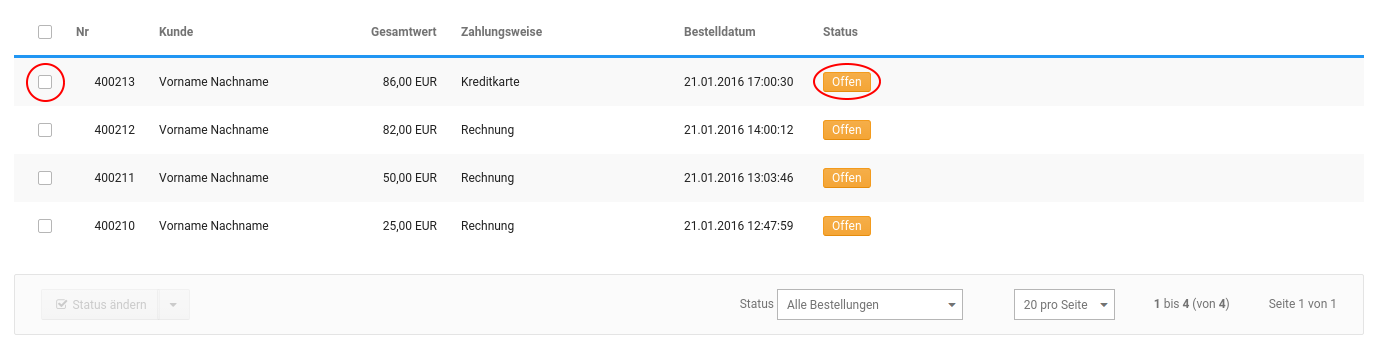 Nr Kunde Gesamtwert Zahlungsweise Bestelldatum Status
400213 Vorname Nachname 86,00 EUR Kreditkarte 21.01.2016 17:00:30 Offen
400212 Vorname Nachname 82,00 EUR Rechnung 21.01.2016 14:00:12 Offen
400211 Vorname Nachname 50,00 EUR Rechnung 21.01.2016 13:03:46 Offen
400210 Vorname Nachname 25,00 EUR Rechnung 21.01.2016 12:47:59 Offen
Status ändern Status Alle Bestellungen 20 pro Seite 1 bis 4 (von 4) Seite 1 von 1